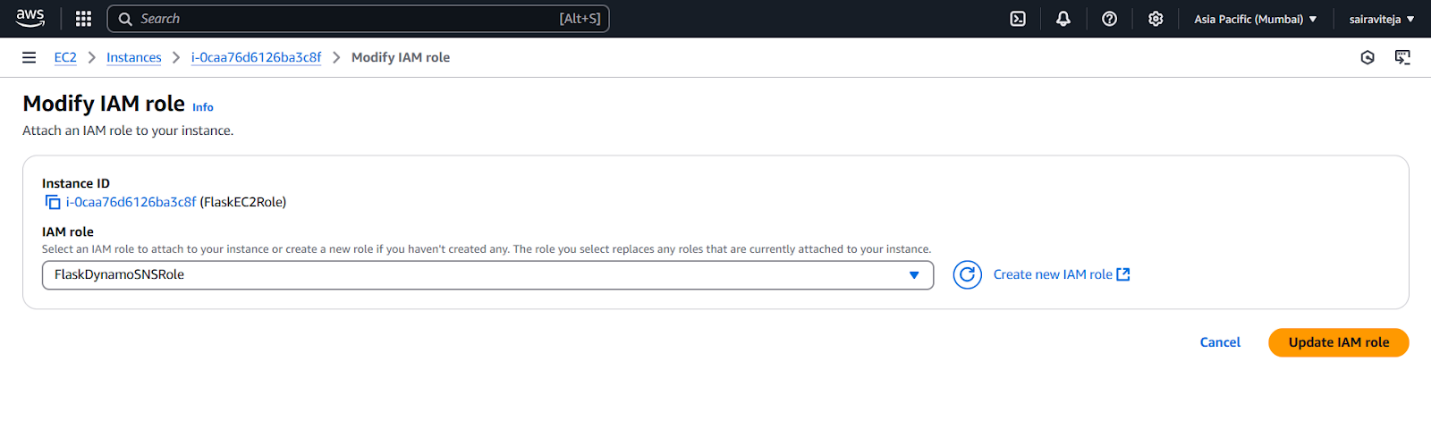 aws Search [Alt+S] Asia Pacific (Mumbai) sairaviteja
EC2 Instances i-0caa76d6126ba3c8f Modify IAM role
Modify IAM role Info
Attach an IAM role to your instance.
Instance ID
i-0caa76d6126ba3c8f (FlaskEC2Role)
IAM role
Select an IAM role to attach to your instance or create a new role if you haven't created any. The role you select replaces any roles that are currently attached to your instance.
FlaskDynamoSNSRole Create new IAM role
Cancel Update IAM role